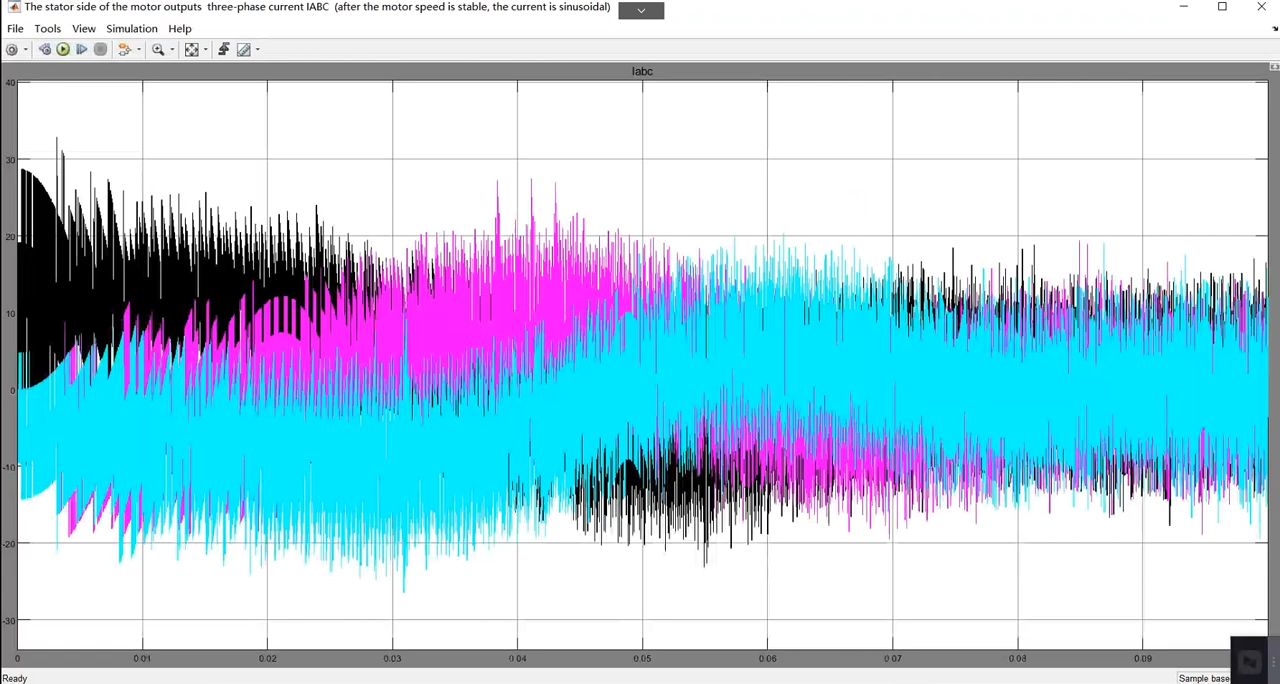 The stator side of the motor outputs  three-phase current IABC  (after the motor speed is stable, the current is sinusoidal)
File Tools View Simulation Help
Iabc
40
30
20
10
0
-10
-20
-30
0 0.01 0.02 0.03 0.04 0.05 0.06 0.07 0.08 0.09
Ready Sample base